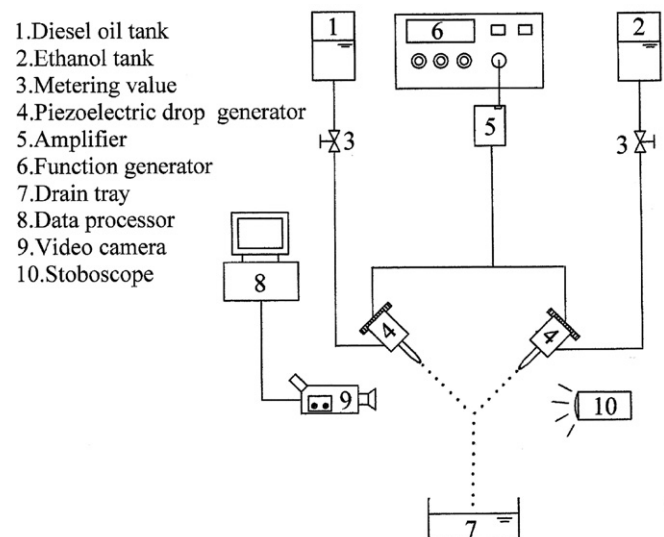 1.Diesel oil tank
2.Ethanol tank
3.Metering value
4.Piezoelectric drop generator
5.Amplifier
6.Function generator
7.Drain tray
8.Data processor
9.Video camera
10.Stoboscope
1
6
2
5
3
3
8
4
4
9
10
7